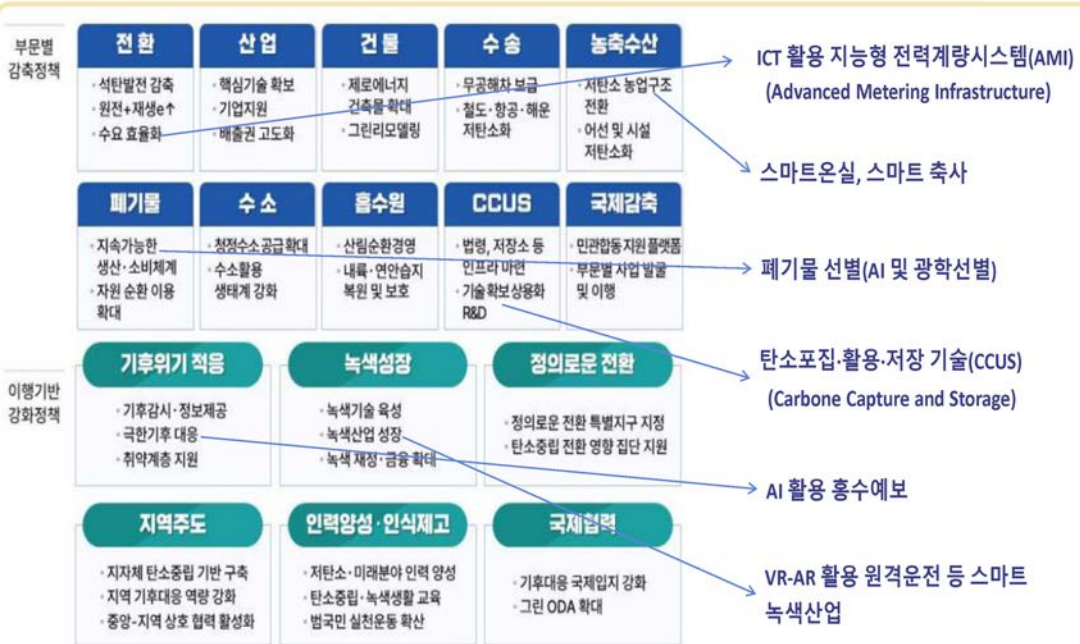 부문별
감축정책
전환
· 석탄발전 감축
· 원전+재생e↑
· 수요 효율화
산업
· 핵심기술 확보
· 기업지원
· 배출권 고도화
건물
· 제로에너지
건축물 확대
· 그린리모델링
수송
· 무공해차 보급
· 철도·항공·해운
저탄소화
농축수산
· 저탄소 농업구조
전환
· 어선 및 시설
저탄소화
폐기물
· 지속가능한
생산·소비체계
· 자원 순환 이용
확대
수소
· 청정수소 공급 확대
· 수소활용
생태계 강화
흡수원
· 산림순환경영
· 내륙·연안습지
복원 및 보호
CCUS
· 법령, 저장소 등
인프라 마련
· 기술 확보 상용화
R&D
국제감축
· 민관합동 지원 플랫폼
· 부문별 사업 발굴
및 이행
이행기반
강화정책
기후위기 적응
· 기후감시·정보제공
· 극한기후 대응
· 취약계층 지원
녹색성장
· 녹색기술 육성
· 녹색산업 성장
· 녹색 재정·금융 확대
정의로운 전환
· 정의로운 전환 특별지구 지정
· 탄소중립 전환 영향 집단 지원
지역주도
· 지자체 탄소중립 기반 구축
· 지역 기후대응 역량 강화
· 중앙-지역 상호 협력 활성화
인력양성·인식제고
· 저탄소·미래분야 인력 양성
· 탄소중립·녹색생활 교육
· 범국민 실천운동 확산
국제협력
· 기후대응 국제입지 강화
· 그린 ODA 확대
ICT 활용 지능형 전력계량시스템(AMI)
(Advanced Metering Infrastructure)
스마트온실, 스마트 축사
폐기물 선별(AI 및 광학선별)
탄소포집·활용·저장 기술(CCUS)
(Carbone Capture and Storage)
AI 활용 홍수예보
VR-AR 활용 원격운전 등 스마트
녹색산업